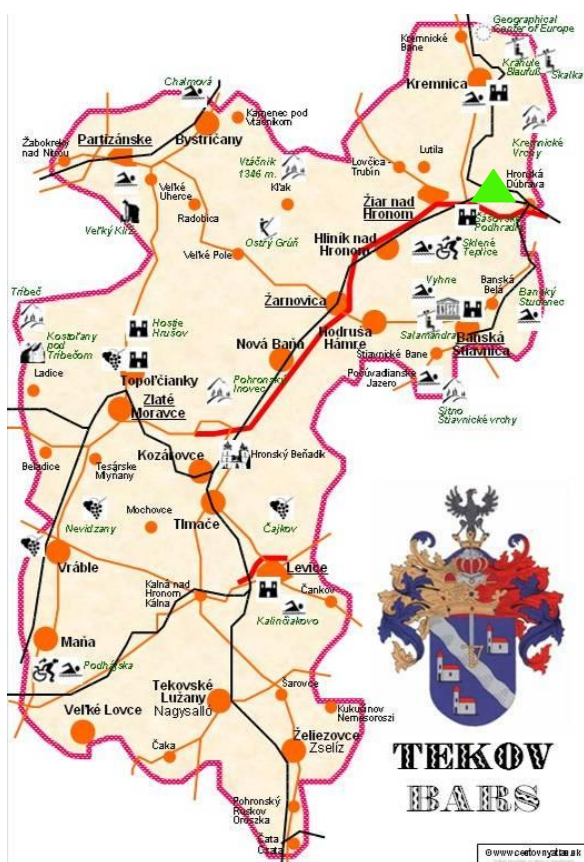 Geographical
Center of Europe
Kremnické
Bane
Krahule
Blaufuß
Skalka
Kremnica
Chalmová
Kamenec pod
Vtáčnikom
Bystričany
Partizánske
Žabokreky
nad Nitrou
Kremnické
Vrchy
Lutila
Vtáčnik
1346 m.
Lovčica -
Trubín
Hronská
Dúbrava
Kľak
Veľké
Uherce
Žiar nad
Hronom
Radobica
Šášovské
Podhradie
Veľký Klíž
Ostrý Grúň
Hliník nad
Hronom
Sklené
Teplice
Veľké Pole
Vyhne
Banská
Belá
Banský
Studenec
Tribeč
Žarnovica
Hostie
Hrušov
Hodruša
Hámre
Salamandra
Banská
Štiavnica
Kostoľany
pod
Tribečom
Nová Baňa
Štiavnické Bane
Ladice
Počúvadlianske
Jazero
Topoľčianky
Pohronský
Inovec
Zlaté
Moravce
Sitno
Štiavnické vrchy
Hronský Beňadik
Beladice
Tesárske
Mlyňany
Kozárovce
Mochovce
Tlmače
Nevidzany
Čajkov
Vráble
Levice
Kalná nad
Hronom
Kálna
Čankov
Kalinčiakovo
Maňa
Podhájska
Tekovské
Lužany
Nagysalló
Šarovce
Veľké Lovce
Kukučínov
Nemesoroszi
Želiezovce
Zselíz
Čaka
TEKOV
BARS
Pohronský
Ruskov
Oroszka
Čata
Csata